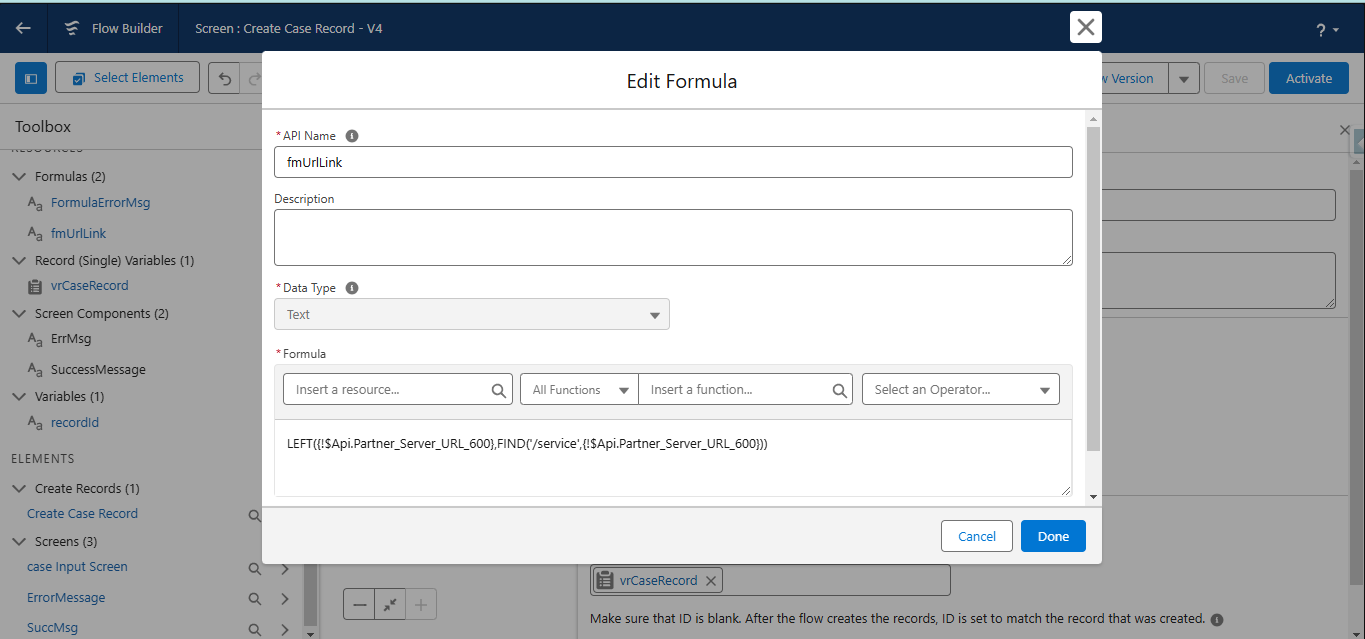 Flow Builder
Screen : Create Case Record - V4
?
Select Elements
Version
Save
Activate
Toolbox
RESOURCES
Formulas (2)
FormulaErrorMsg
fmUrlLink
Record (Single) Variables (1)
vrCaseRecord
Screen Components (2)
ErrMsg
SuccessMessage
Variables (1)
recordId
ELEMENTS
Create Records (1)
Create Case Record
Screens (3)
case Input Screen
ErrorMessage
SuccMsg
Edit Formula
* API Name
fmUrlLink
Description
* Data Type
Text
* Formula
Insert a resource...
All Functions
Insert a function...
Select an Operator...
LEFT({!$Api.Partner_Server_URL_600},FIND('/service',{!$Api.Partner_Server_URL_600}))
Cancel
Done
vrCaseRecord
Make sure that ID is blank. After the flow creates the records, ID is set to match the record that was created.